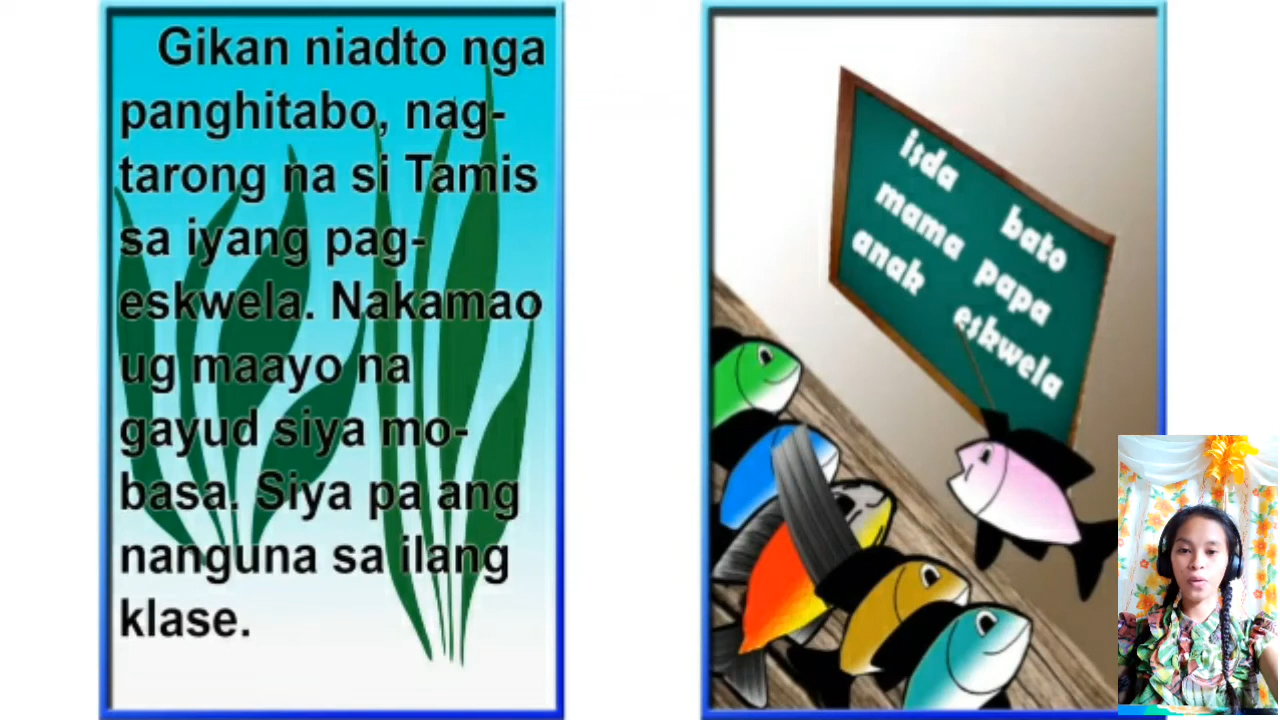 Gikan niadto nga
panghitabo, nag-
tarong na si Tamis
sa iyang pag-
eskwela. Nakamao
ug maayo na
gayud siya mo-
basa. Siya pa ang
nanguna sa ilang
klase.
isda
bato
mama
papa
anak
eskwela